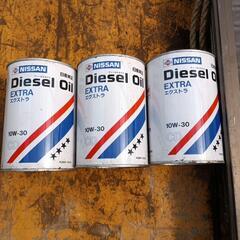 NISSAN
Diesel Oil
EXTRA
エクストラ
10W-30
NISSAN
Diesel Oil
EXTRA
エクストラ
10W-30
NISSAN
Diesel Oil
EXTRA
エクストラ
10W-30